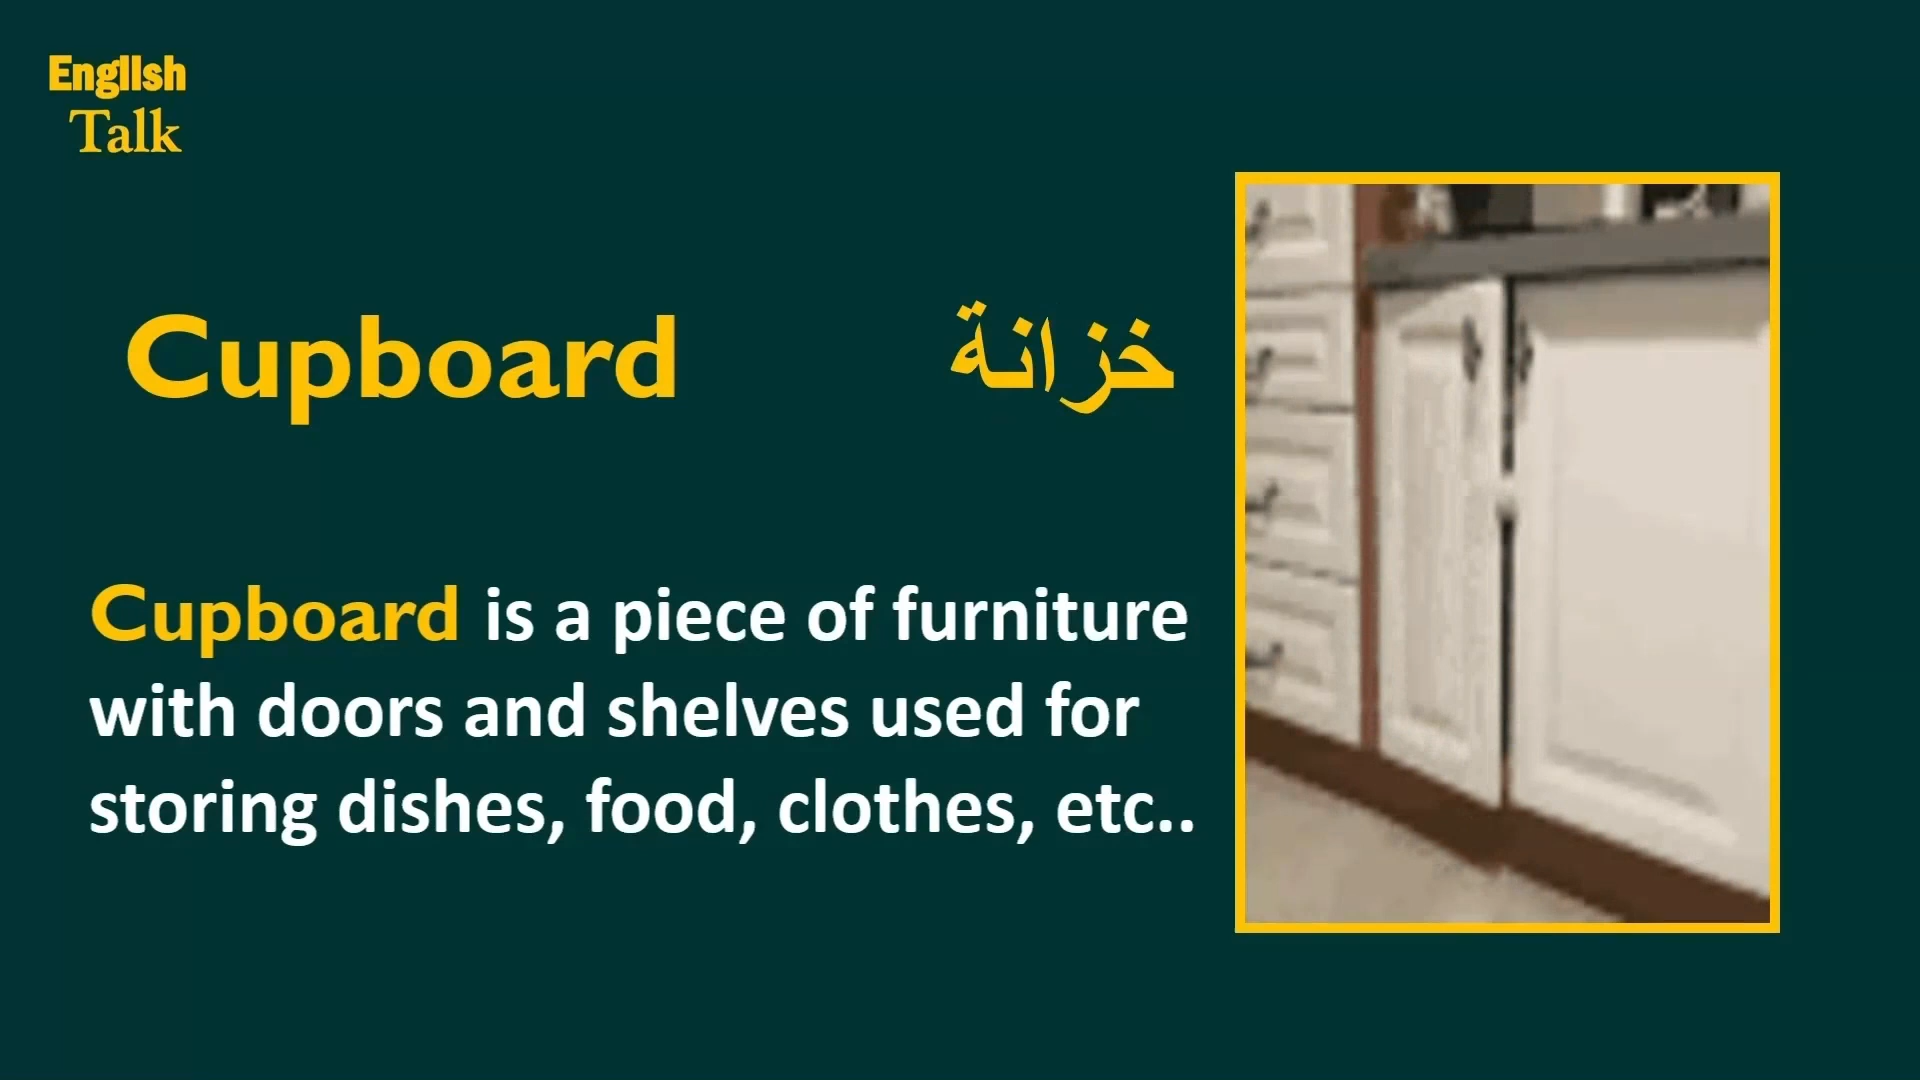 English
Talk
Cupboard خزانة
Cupboard is a piece of furniture
with doors and shelves used for
storing dishes, food, clothes, etc..